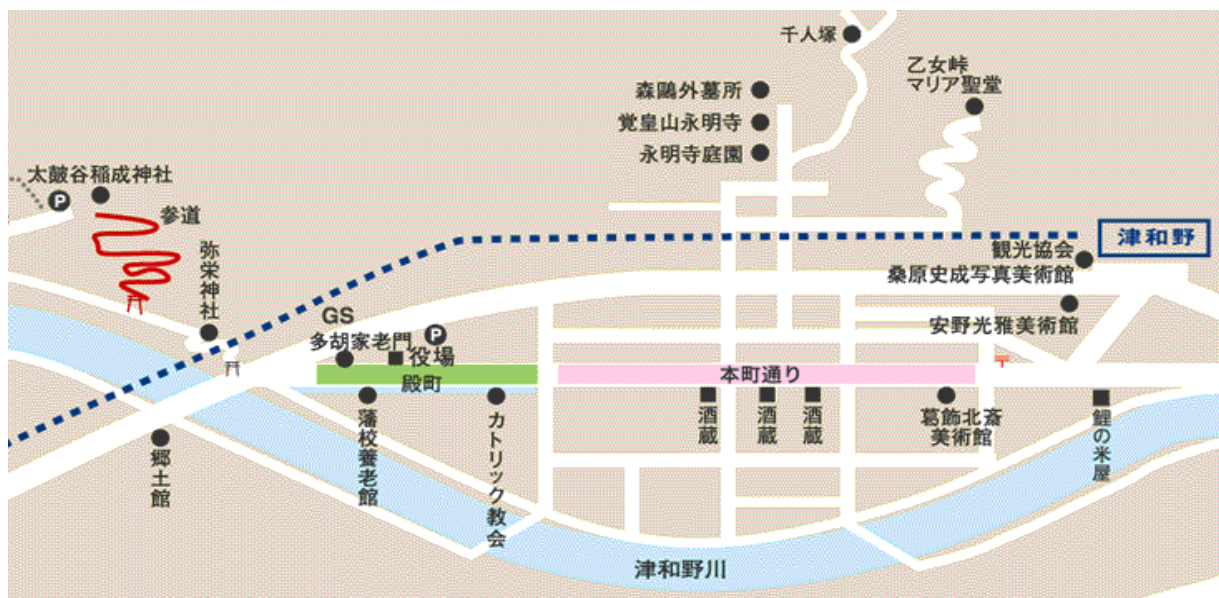 千人塚
乙女峠
マリア聖堂
森鷗外墓所
覚皇山永明寺
永明寺庭園
太皷谷稲成神社
P
参道
弥栄神社
津和野
観光協会
桑原史成写真美術館
安野光雅美術館
GS
P
多胡家老門
役場
殿町
本町通り
〒
藩校養老館
カトリック教会
酒蔵
酒蔵
酒蔵
葛飾北斎
美術館
鯉の米屋
郷土館
津和野川